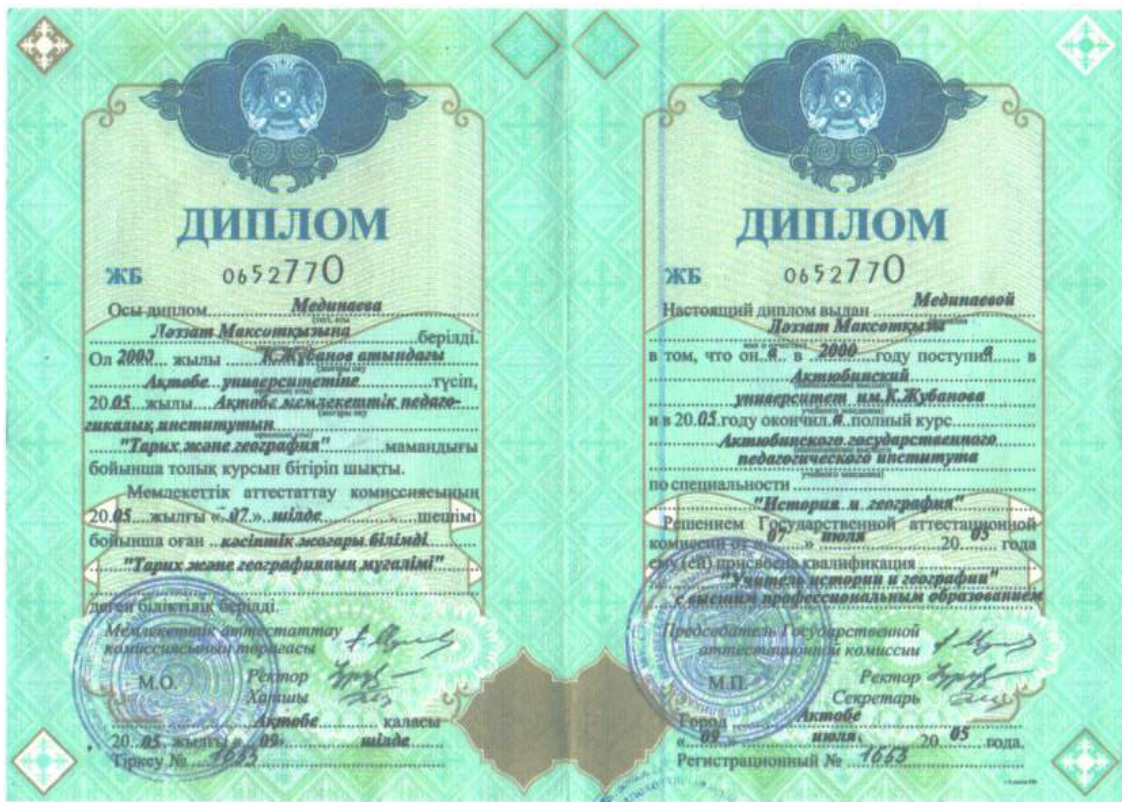 ДИПЛОМ
ЖБ 0652770
Осы диплом Мединаева
Ләззат Мақсотқызына берілді.
Ол 2000 жылы Қ.Жұбанов атындағы
Ақтөбе университетіне түсіп,
20.05 жылы Ақтөбе мемлекештік педаго-
гикалық институтын
"Тарих және география" мамандығы
бойынша толық курсын бітіріп шықты.
Мемлекеттік аттестаттау комиссиясының
20.05 жылғы «07» шілде шешімі
бойынша оған кәсіптік жоғары білімді
"Тарих және географияның мұғалімі"
деген біліктілік берілді.
Мемлекеттік аттестаттау
комиссиясының төрағасы
М.О. Ректор
Хатшы
Ақтөбе қаласы
20.05 жылғы «09» шілде
Тіркеу № 1653
ДИПЛОМ
ЖБ 0652770
Настоящий диплом выдан Мединаевой
Ләззат Мақсотқызы
в том, что он а в 2000 году поступил а в
Актюбинский
университет им.К.Жубанова
и в 20.05 году окончил а полный курс
Актюбинского государственного
педагогического института
по специальности
"История и география"
Решением Государственной аттестационной
комиссии от «07» июля 20 05 года
ему (ей) присвоена квалификация
"Учитель истории и географии"
с высшим профессиональным образованием
Председатель Государственной
аттестационной комиссии
М.П. Ректор
Секретарь
Город Актобе
«09» июля 20 05 года.
Регистрационный № 1653